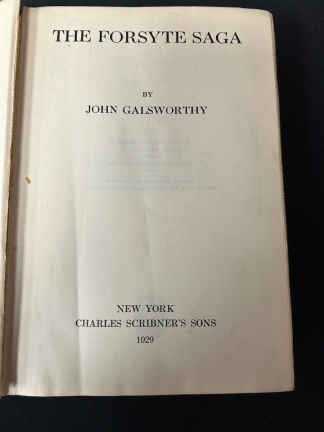 THE FORSYTE SAGA
BY
JOHN GALSWORTHY
NEW YORK
CHARLES SCRIBNER'S SONS
1929